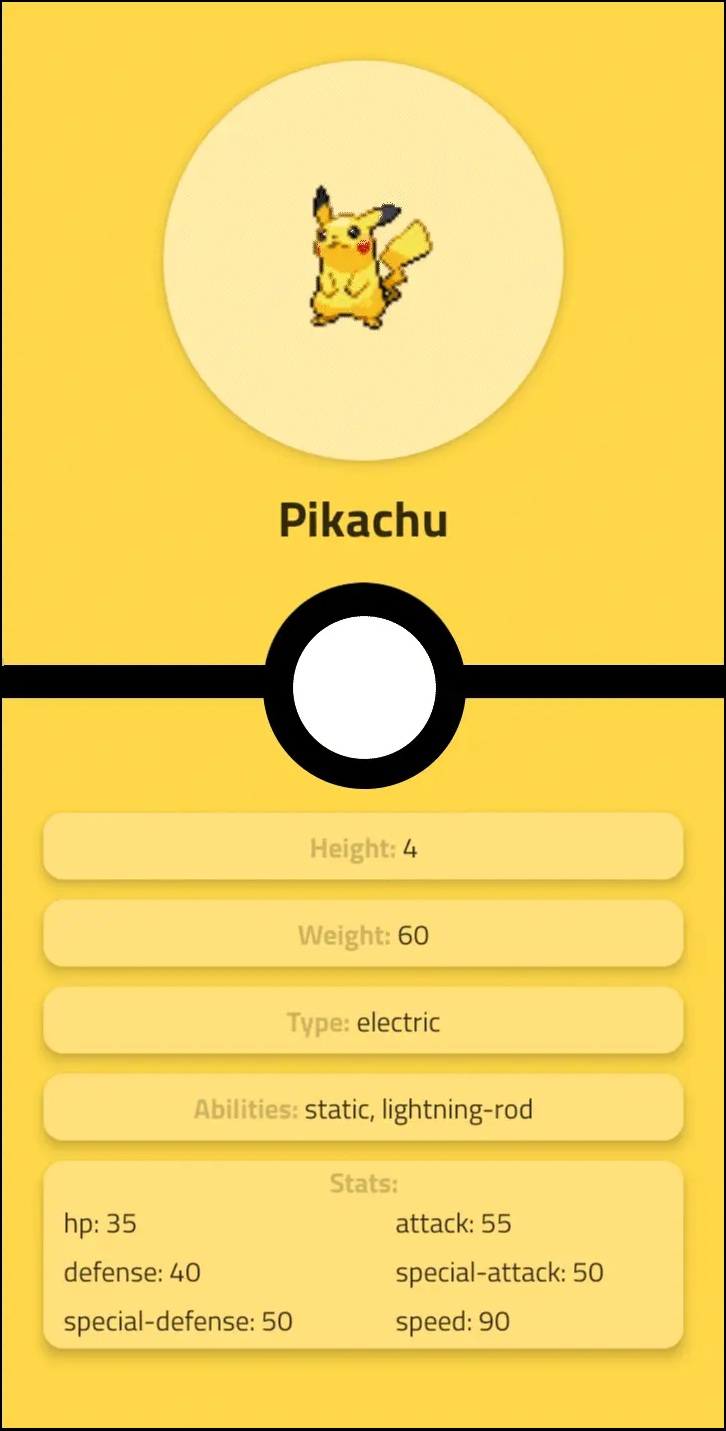 Pikachu
Height: 4
Weight: 60
Type: electric
Abilities: static, lightning-rod
Stats:
hp: 35 attack: 55
defense: 40 special-attack: 50
special-defense: 50 speed: 90